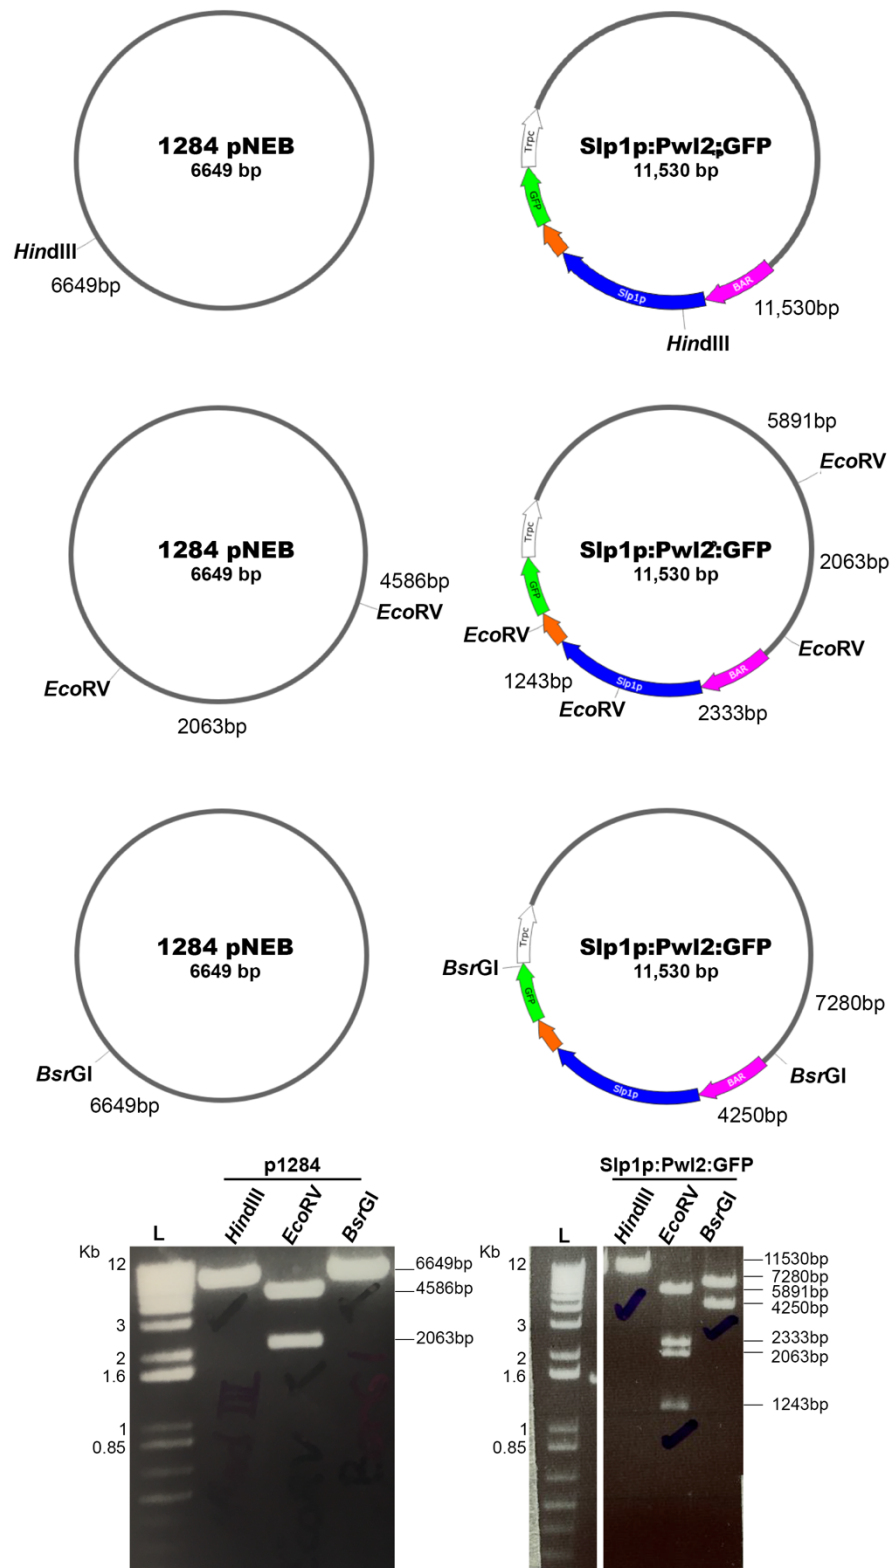 1284 pNEB
6649 bp
HindIII
6649bp
Slp1p:Pwl2:GFP
11,530 bp
Trpc
GFP
Slp1p
BAR
11,530bp
HindIII
1284 pNEB
6649 bp
4586bp
EcoRV
EcoRV
2063bp
Slp1p:Pwl2:GFP
11,530 bp
5891bp
EcoRV
2063bp
EcoRV
Trpc
GFP
EcoRV
1243bp
Slp1p
EcoRV
BAR
2333bp
1284 pNEB
6649 bp
BsrGI
6649bp
Slp1p:Pwl2:GFP
11,530 bp
Trpc
BsrGI
GFP
7280bp
Slp1p
BAR
BsrGI
4250bp
p1284
L
HindIII
EcoRV
BsrGI
Kb
12
3
2
1.6
1
0.85
6649bp
4586bp
2063bp
EcoRV
Slp1p:Pwl2:GFP
L
HindIII
EcoRV
BsrGI
Kb
12
3
2
1.6
1
0.85
11530bp
7280bp
5891bp
4250bp
2333bp
2063bp
1243bp